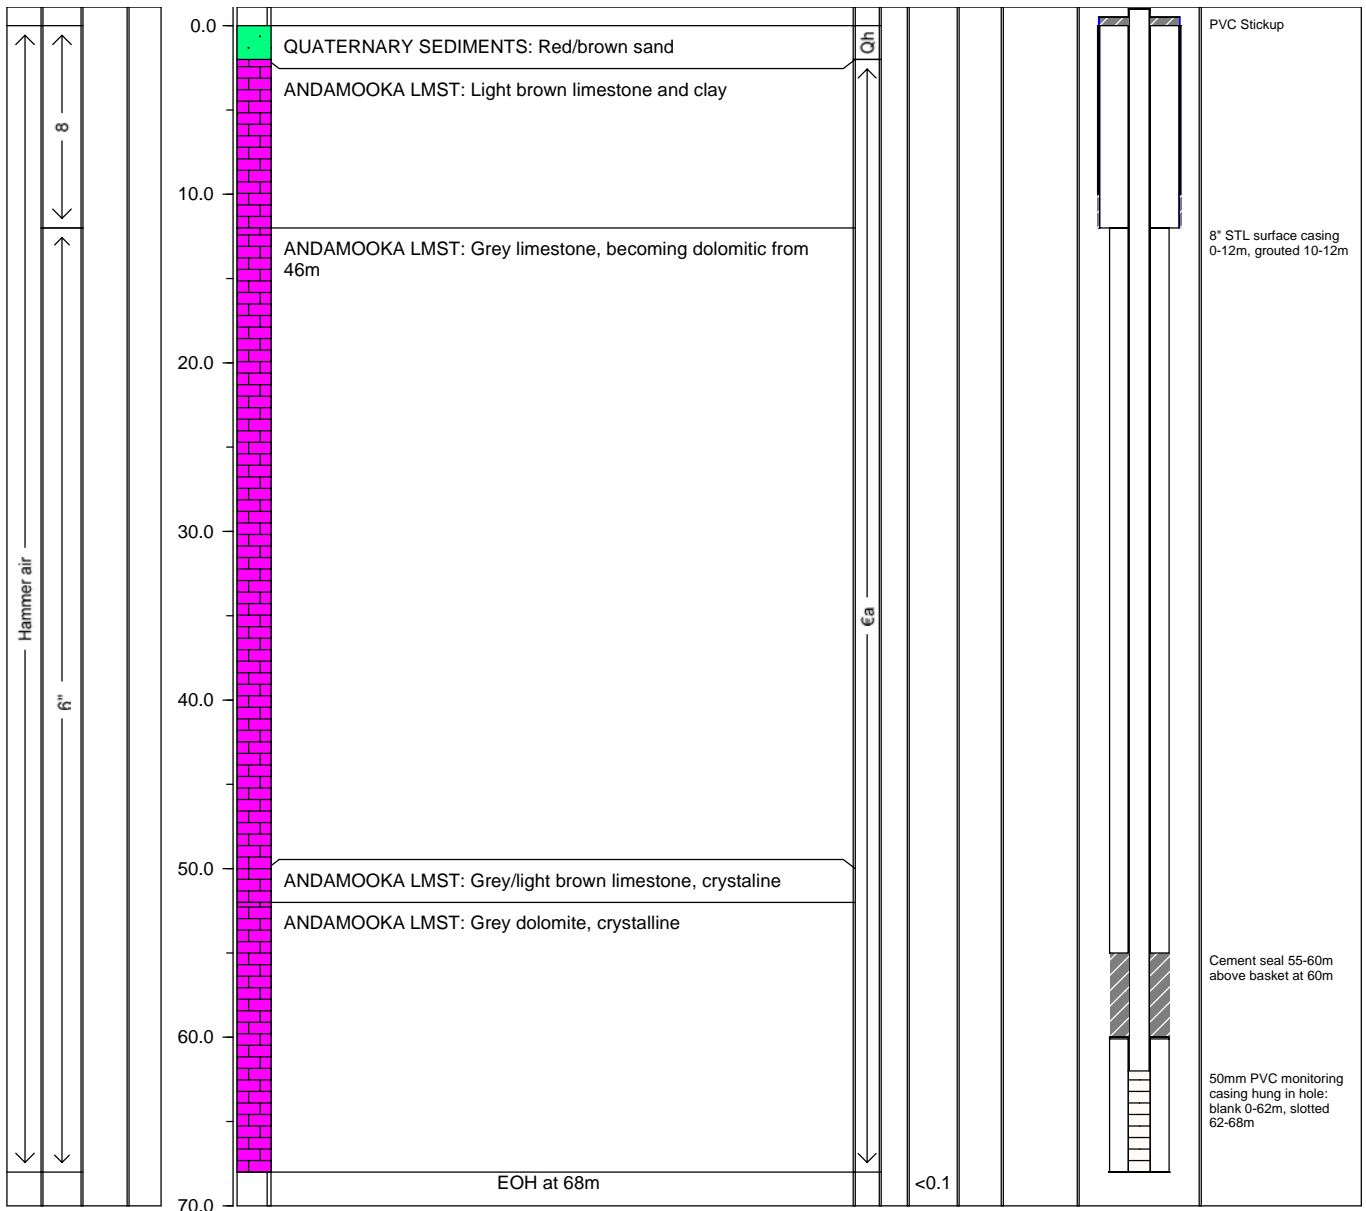 0.0
QUATERNARY SEDIMENTS: Red/brown sand
Qh
PVC Stickup
ANDAMOOKA LMST: Light brown limestone and clay
8
10.0
ANDAMOOKA LMST: Grey limestone, becoming dolomitic from
46m
8" STL surface casing
0-12m, grouted 10-12m
20.0
30.0
Hammer air
€a
6"
40.0
50.0
ANDAMOOKA LMST: Grey/light brown limestone, crystaline
ANDAMOOKA LMST: Grey dolomite, crystalline
Cement seal 55-60m
above basket at 60m
60.0
50mm PVC monitoring
casing hung in hole:
blank 0-62m, slotted
62-68m
EOH at 68m
<0.1
70.0